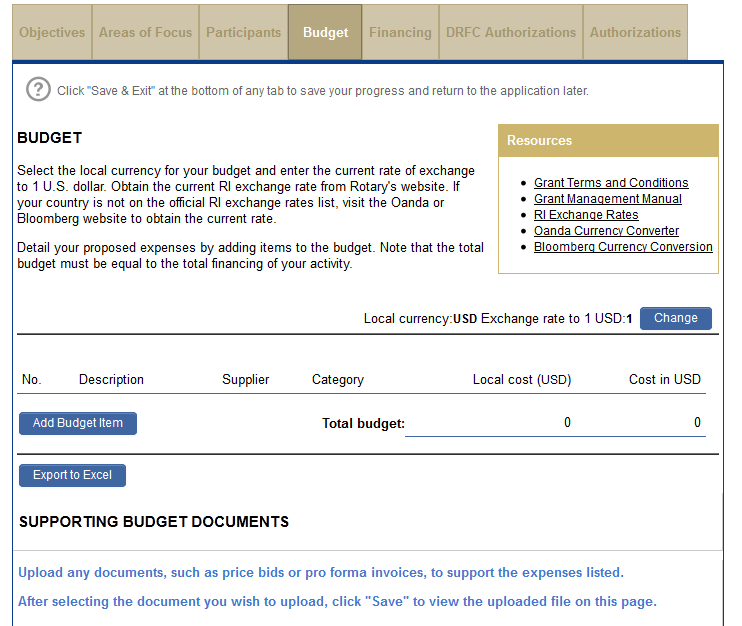 Objectives Areas of Focus Participants Budget Financing DRFC Authorizations Authorizations
? Click "Save & Exit" at the bottom of any tab to save your progress and return to the application later.
BUDGET
Select the local currency for your budget and enter the current rate of exchange
to 1 U.S. dollar. Obtain the current RI exchange rate from Rotary's website. If
your country is not on the official RI exchange rates list, visit the Oanda or
Bloomberg website to obtain the current rate.
Detail your proposed expenses by adding items to the budget. Note that the total
budget must be equal to the total financing of your activity.
Resources
Grant Terms and Conditions
Grant Management Manual
RI Exchange Rates
Oanda Currency Converter
Bloomberg Currency Conversion
Local currency:USD Exchange rate to 1 USD:1 Change
No. Description Supplier Category Local cost (USD) Cost in USD
Add Budget Item Total budget: 0 0
Export to Excel
SUPPORTING BUDGET DOCUMENTS
Upload any documents, such as price bids or pro forma invoices, to support the expenses listed.
After selecting the document you wish to upload, click "Save" to view the uploaded file on this page.